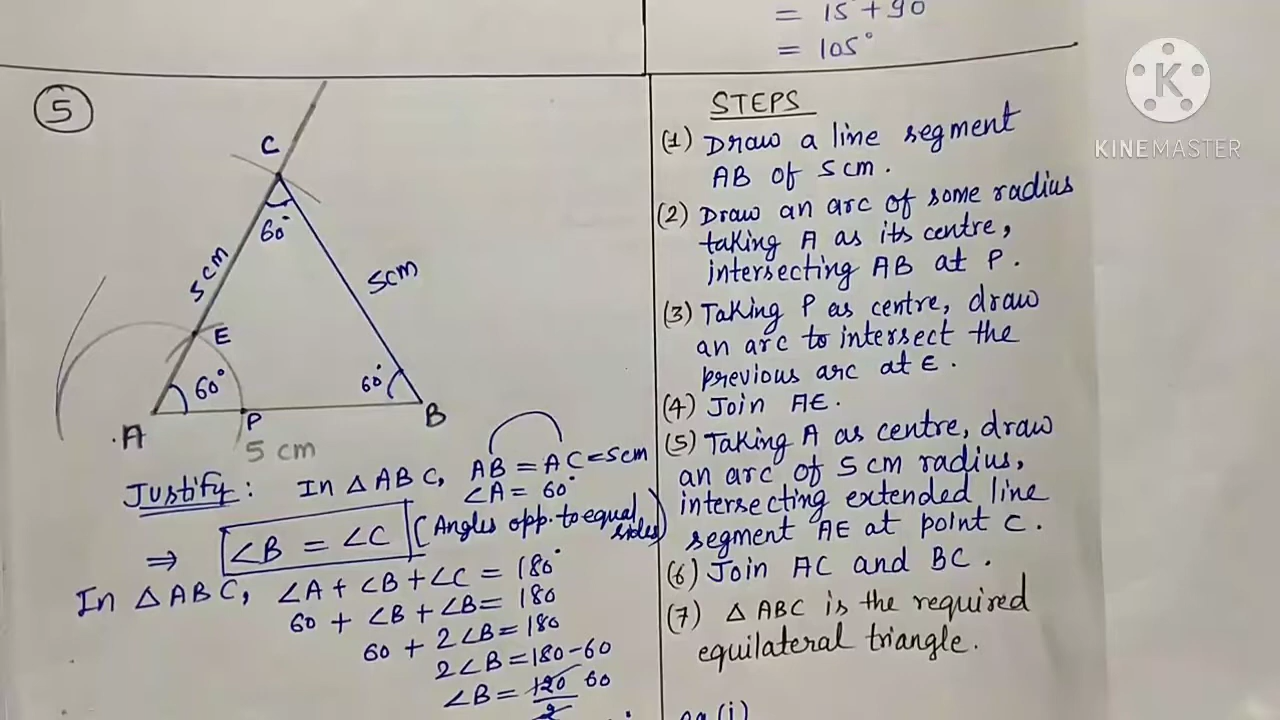 = 15 + 90
= 105°
K
KINEMASTER
5
C
60°
5 cm
5cm
E
60°
60°
A
P
B
5 cm
Justify: In △ ABC, AB = AC = 5cm
∠A = 60°
⇒ ∠B = ∠C (Angles opp. to equal sides)
In △ ABC, ∠A + ∠B + ∠C = 180°
60 + ∠B + ∠B = 180
60 + 2∠B = 180
2∠B = 180-60
∠B = 120 60
2
STEPS
(1) Draw a line segment
AB of 5 cm.
(2) Draw an arc of some radius
taking A as its centre,
intersecting AB at P.
(3) Taking P as centre, draw
an arc to intersect the
previous arc at E.
(4) Join AE.
(5) Taking A as centre, draw
an arc of 5 cm radius,
intersecting extended line
segment AE at point C.
(6) Join AC and BC.
(7) △ ABC is the required
equilateral triangle.